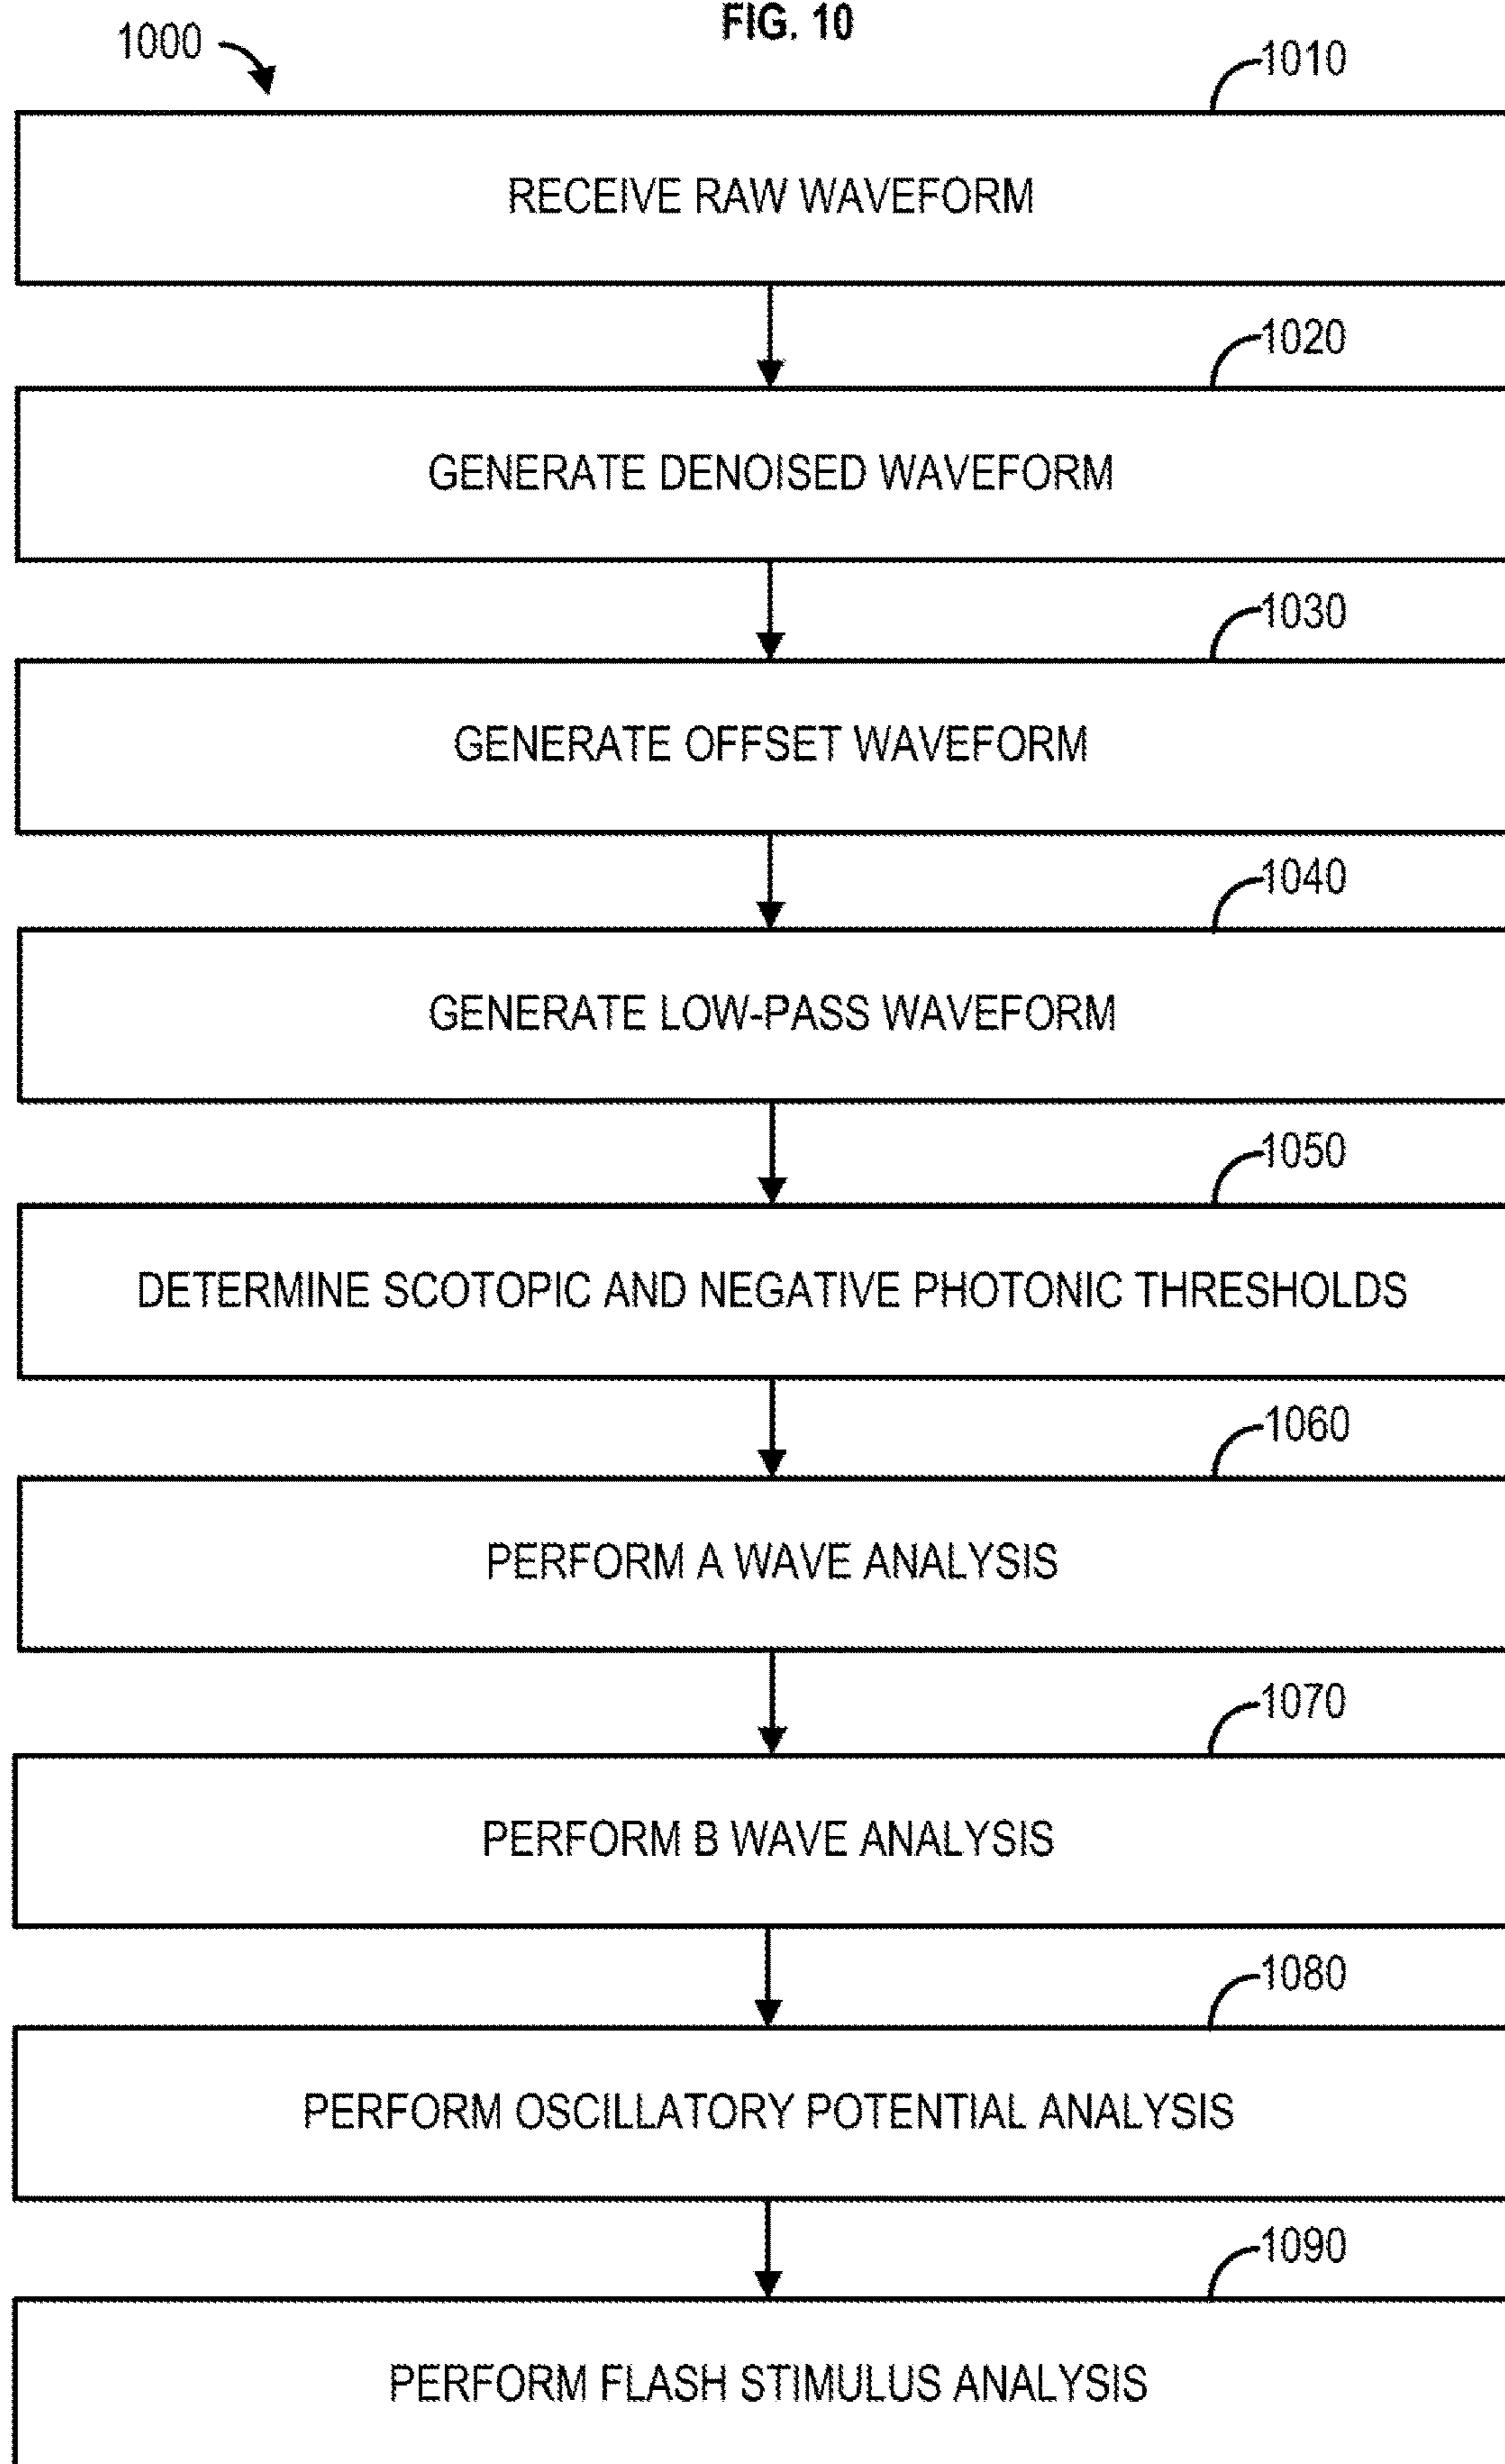 FIG. 10
1000
1010
RECEIVE RAW WAVEFORM
1020
GENERATE DENOISED WAVEFORM
1030
GENERATE OFFSET WAVEFORM
1040
GENERATE LOW-PASS WAVEFORM
1050
DETERMINE SCOTOPIC AND NEGATIVE PHOTONIC THRESHOLDS
1060
PERFORM A WAVE ANALYSIS
1070
PERFORM B WAVE ANALYSIS
1080
PERFORM OSCILLATORY POTENTIAL ANALYSIS
1090
PERFORM FLASH STIMULUS ANALYSIS